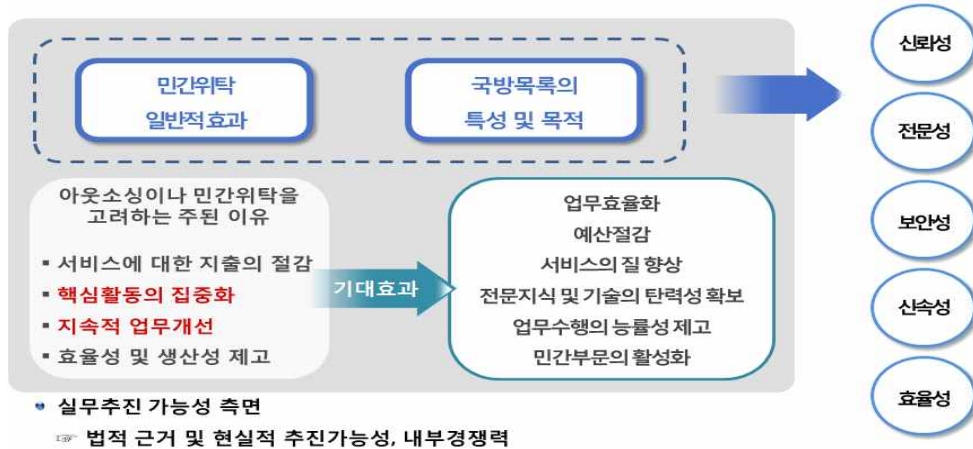 민간위탁
일반적 효과
국방목록의
특성 및 목적
아웃소싱이나 민간위탁을
고려하는 주된 이유
▪ 서비스에 대한 지출의 절감
▪ 핵심활동의 집중화
▪ 지속적 업무개선
▪ 효율성 및 생산성 제고
기대효과
업무효율화
예산절감
서비스의 질 향상
전문지식 및 기술의 탄력성 확보
업무수행의 능률성 제고
민간부문의 활성화
신뢰성
전문성
보안성
신속성
효율성
• 실무추진 가능성 측면
☞ 법적 근거 및 현실적 추진가능성, 내부경쟁력